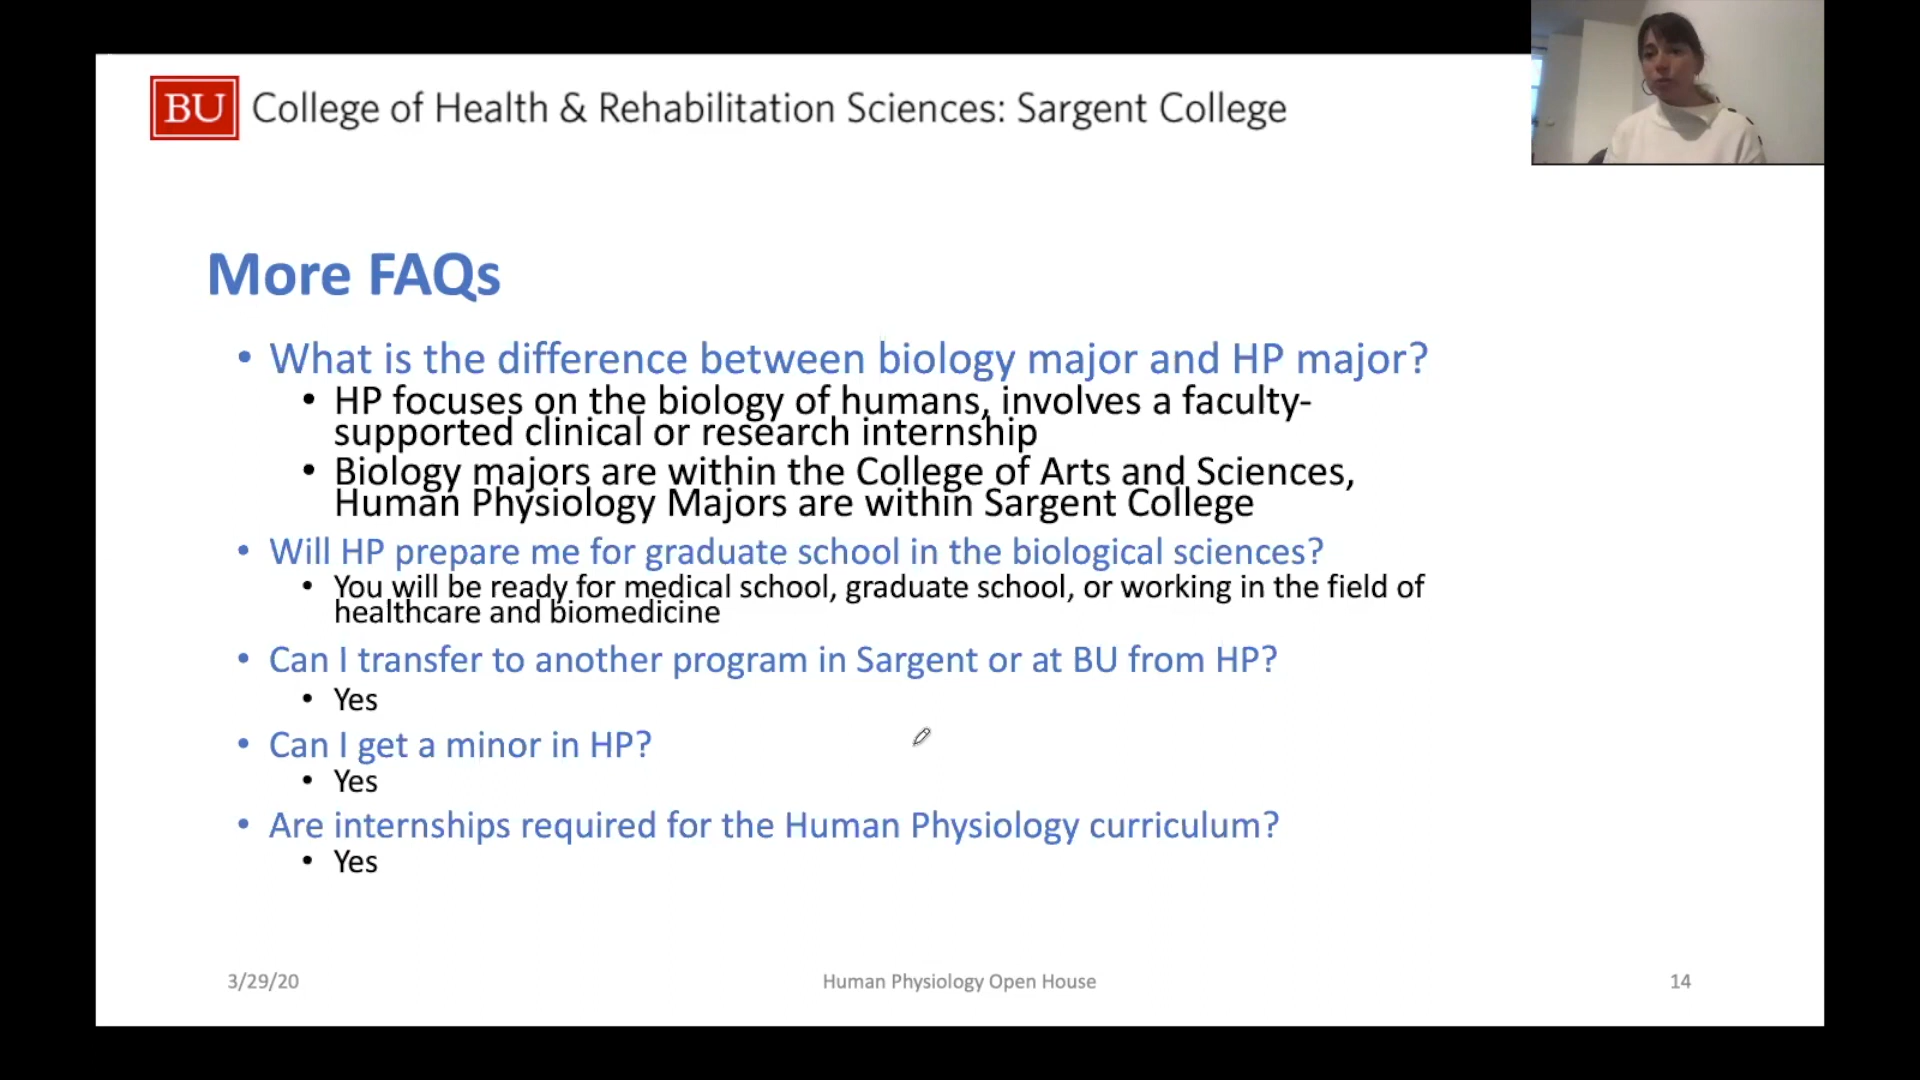 BU College of Health & Rehabilitation Sciences: Sargent College
More FAQs
• What is the difference between biology major and HP major?
• HP focuses on the biology of humans, involves a faculty-
supported clinical or research internship
• Biology majors are within the College of Arts and Sciences,
Human Physiology Majors are within Sargent College
• Will HP prepare me for graduate school in the biological sciences?
• You will be ready for medical school, graduate school, or working in the field of
healthcare and biomedicine
• Can I transfer to another program in Sargent or at BU from HP?
• Yes
• Can I get a minor in HP?
• Yes
• Are internships required for the Human Physiology curriculum?
• Yes
3/29/20 Human Physiology Open House 14